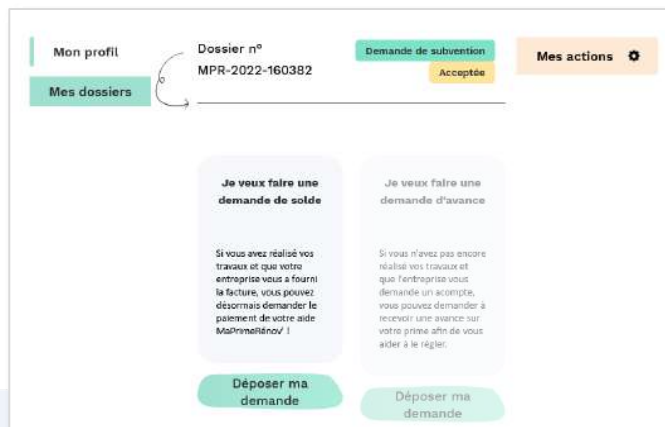 Mon profil
Mes dossiers
Dossier n°
MPR-2022-160382
Demande de subvention
Acceptée
Mes actions
Je veux faire une
demande de solde
Si vous avez réalisé vos
travaux et que votre
entreprise vous a fourni
la facture, vous pouvez
désormais demander le
paiement de votre aide
MaPrimeRénov' !
Déposer ma
demande
Je veux faire une
demande d'avance
Si vous n'avez pas encore
réalisé vos travaux et
que l'entreprise vous
demande un acompte,
vous pouvez demander à
recevoir une avance sur
votre prime afin de vous
aider à le régler.
Déposer ma
demande